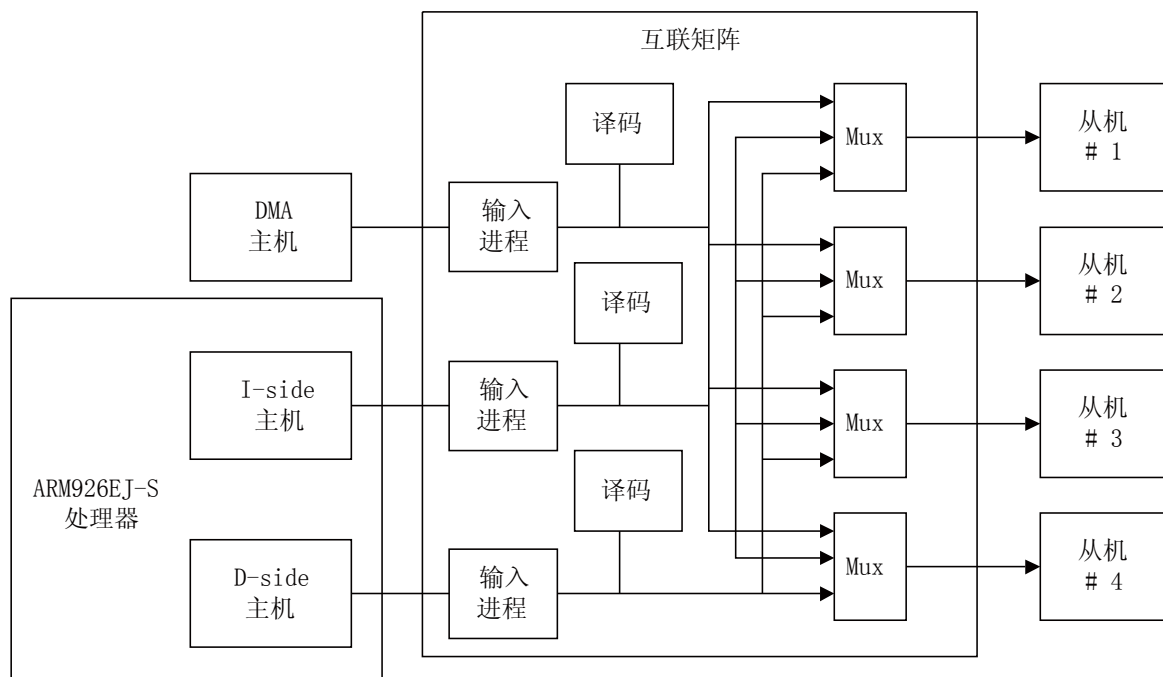 互联矩阵
译码
Mux
从机
# 1
DMA
主机
输入
进程
译码
Mux
从机
# 2
I-side
主机
输入
进程
Mux
从机
# 3
ARM926EJ-S
处理器
译码
D-side
主机
输入
进程
Mux
从机
# 4